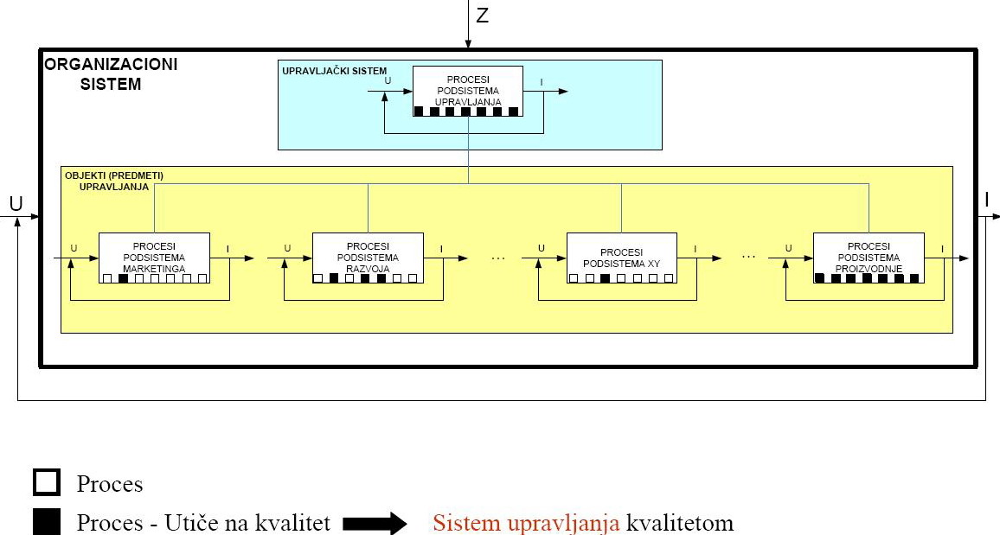 Z
ORGANIZACIONI
SISTEM
UPRAVLJAČKI SISTEM
U
PROCESI
PODSISTEMA
UPRAVLJANJA
I
OBJEKTI (PREDMETI)
UPRAVLJANJA
U
I
U
PROCESI
PODSISTEMA
MARKETINGA
I
U
PROCESI
PODSISTEMA
RAZVOJA
I
...
U
PROCESI
PODSISTEMA XY
I
...
U
PROCESI
PODSISTEMA
PROIZVODNJE
I
Proces
Proces - Utiče na kvalitet Sistem upravljanja kvalitetom